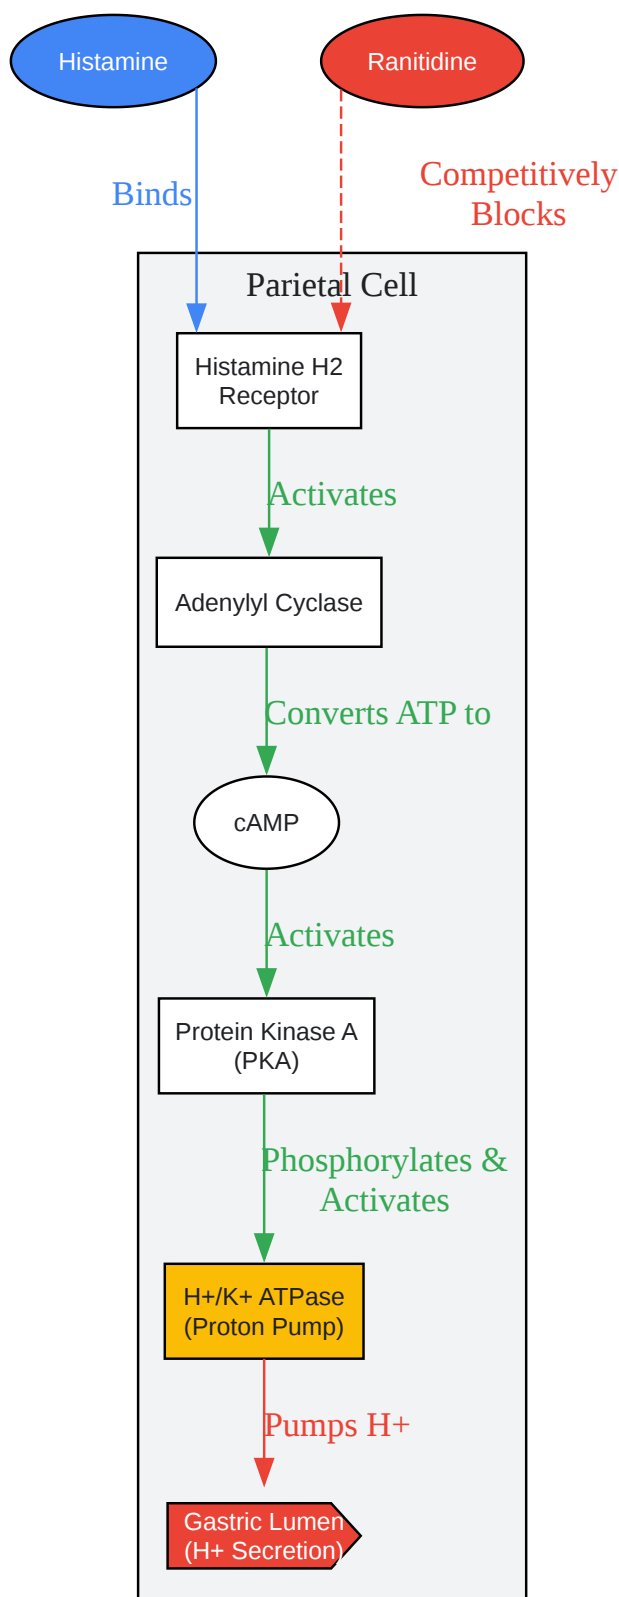 Histamine
Ranitidine
Binds
Competitively
Blocks
Parietal Cell
Histamine H2
Receptor
Activates
Adenylyl Cyclase
Converts ATP to
cAMP
Activates
Protein Kinase A
(PKA)
Phosphorylates &
Activates
H+/K+ ATPase
(Proton Pump)
Pumps H+
Gastric Lumen
(H+ Secretion)